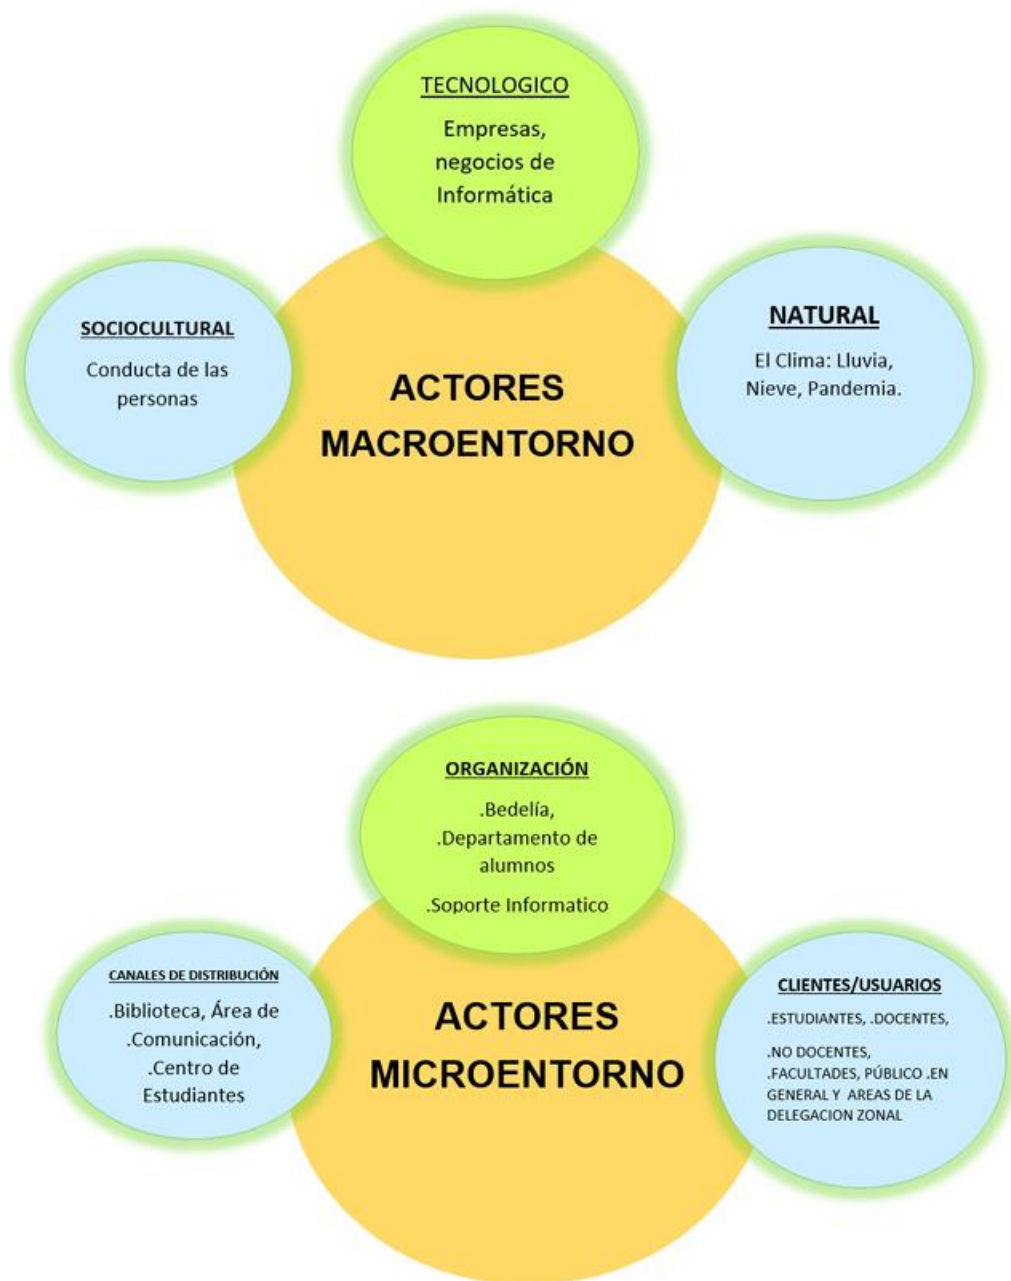 TECNOLOGICO
Empresas,
negocios de
Informática
SOCIOCULTURAL
Conducta de las
personas
NATURAL
El Clima: Lluvia,
Nieve, Pandemia.
ACTORES
MACROENTORNO
ORGANIZACIÓN
.Bedelía,
.Departamento de
alumnos
.Soporte Informatico
CANALES DE DISTRIBUCIÓN
.Biblioteca, Área de
.Comunicación,
.Centro de
Estudiantes
CLIENTES/USUARIOS
.ESTUDIANTES, .DOCENTES,
.NO DOCENTES,
.FACULTADES, PÚBLICO .EN
GENERAL Y AREAS DE LA
DELEGACION ZONAL
ACTORES
MICROENTORNO